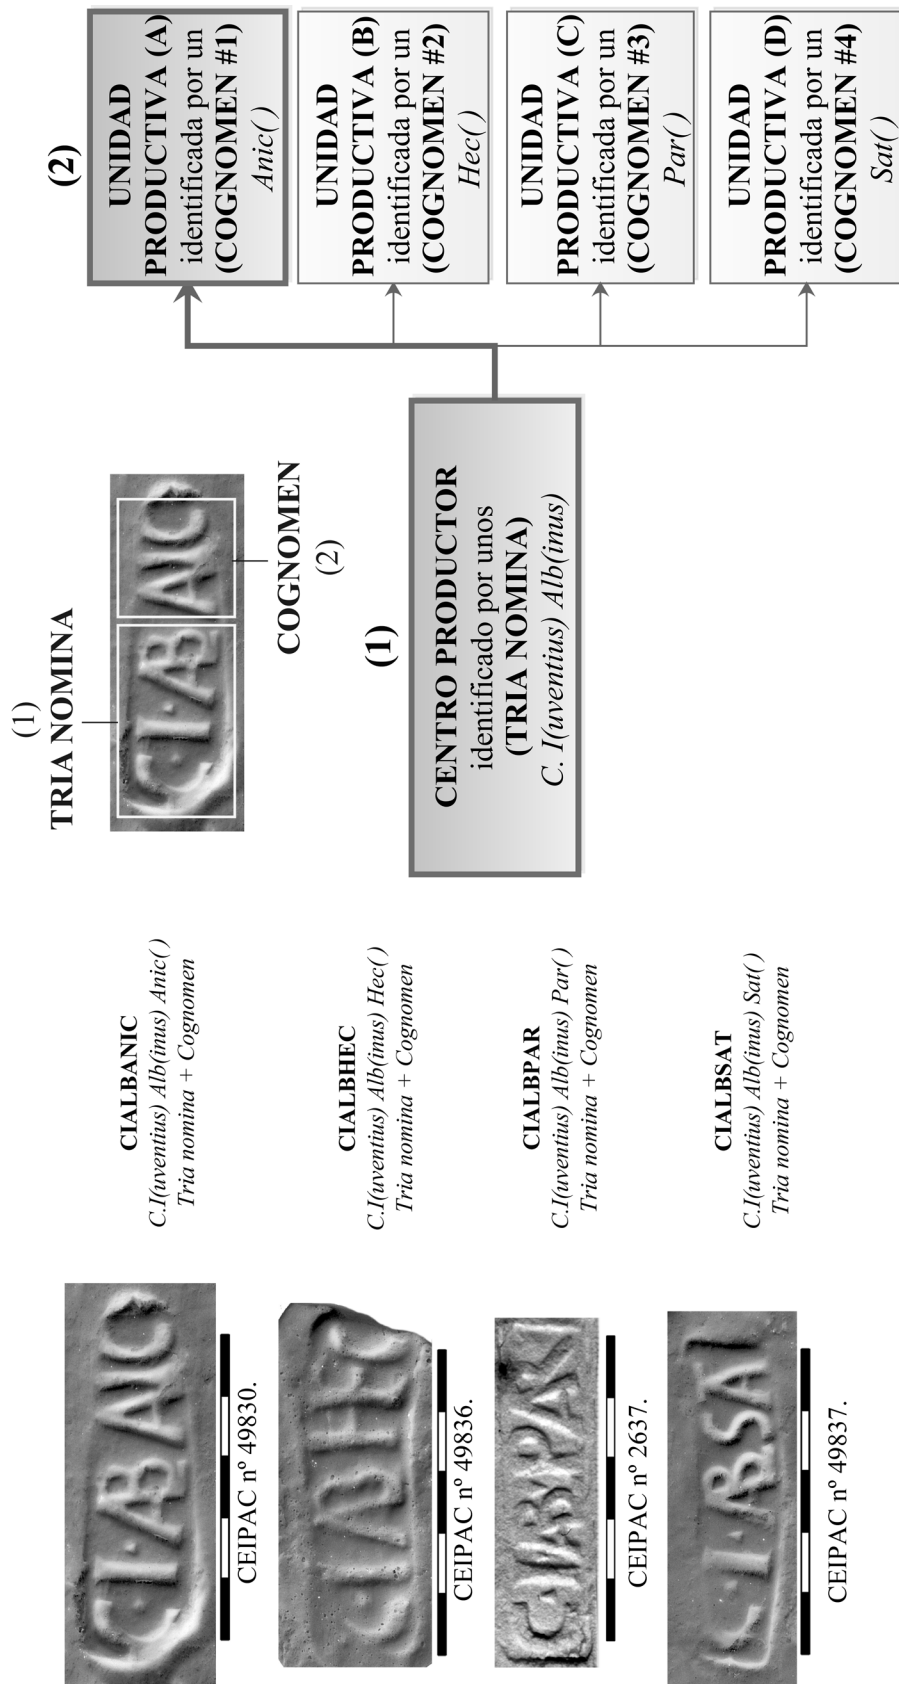 CEIPAC nº 49830.
CIALBANIC
C.I(uventius) Alb(inus) Anic()
Tria nomina + Cognomen
CEIPAC nº 49836.
CIALBHEC
C.I(uventius) Alb(inus) Hec()
Tria nomina + Cognomen
CEIPAC nº 2637.
CIALBPAR
C.I(uventius) Alb(inus) Par()
Tria nomina + Cognomen
CEIPAC nº 49837.
CIALBSAT
C.I(uventius) Alb(inus) Sat()
Tria nomina + Cognomen
(1)
TRIA NOMINA
COGNOMEN
(2)
(1)
CENTRO PRODUCTOR
identificado por unos
(TRIA NOMINA)
C. I(uventius) Alb(inus)
(2)
UNIDAD
PRODUCTIVA (A)
identificada por un
(COGNOMEN #1)
Anic()
UNIDAD
PRODUCTIVA (B)
identificada por un
(COGNOMEN #2)
Hec()
UNIDAD
PRODUCTIVA (C)
identificada por un
(COGNOMEN #3)
Par()
UNIDAD
PRODUCTIVA (D)
identificada por un
(COGNOMEN #4)
Sat()